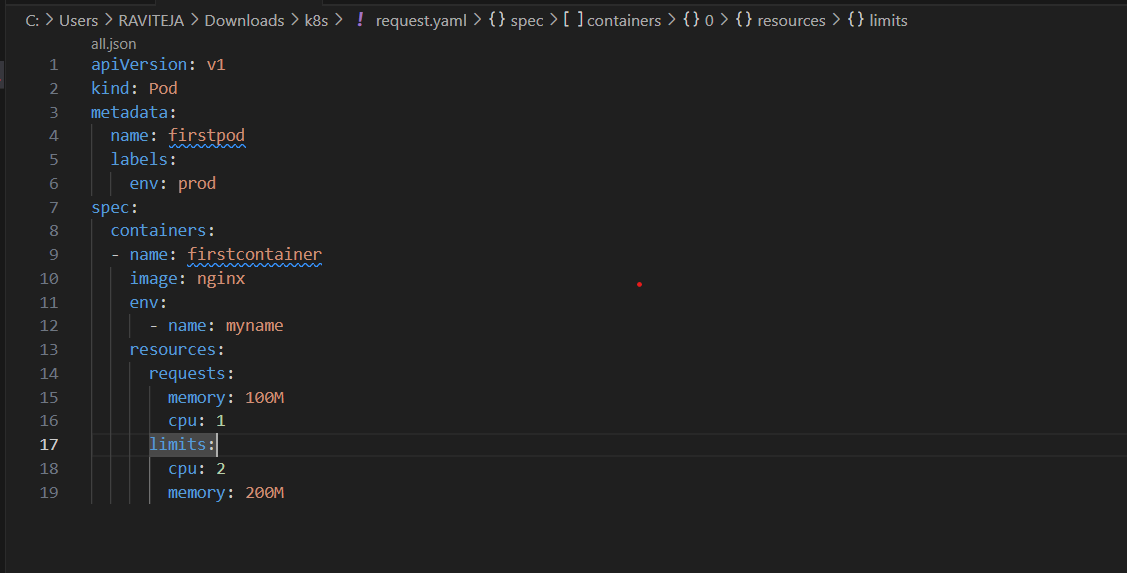 C: > Users > RAVITEJA > Downloads > k8s > ! request.yaml > {} spec > [ ] containers > {} 0 > {} resources > {} limits
all.json
1 apiVersion: v1
2 kind: Pod
3 metadata:
4   name: firstpod
5   labels:
6     env: prod
7 spec:
8   containers:
9   - name: firstcontainer
10     image: nginx
11     env:
12       - name: myname
13     resources:
14       requests:
15         memory: 100M
16         cpu: 1
17       limits:
18         cpu: 2
19         memory: 200M